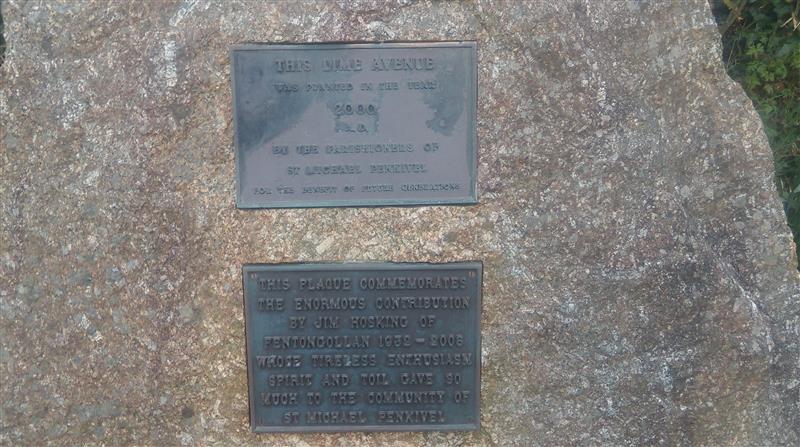 THIS LIME AVENUE
WAS PLANTED IN THE YEAR
2000
A.D.
BY THE PARISHIONERS OF
ST MICHAEL PENKIVEL
FOR THE BENEFIT OF FUTURE GENERATIONS
THIS PLAQUE COMMEMORATES
THE ENORMOUS CONTRIBUTION
BY JIM HOSKING OF
FENTONGOLLAN 1932 - 2006
WHOSE TIRELESS ENTHUSIASM
SPIRIT AND TOIL GAVE SO
MUCH TO THE COMMUNITY OF
ST MICHAEL PENKIVEL